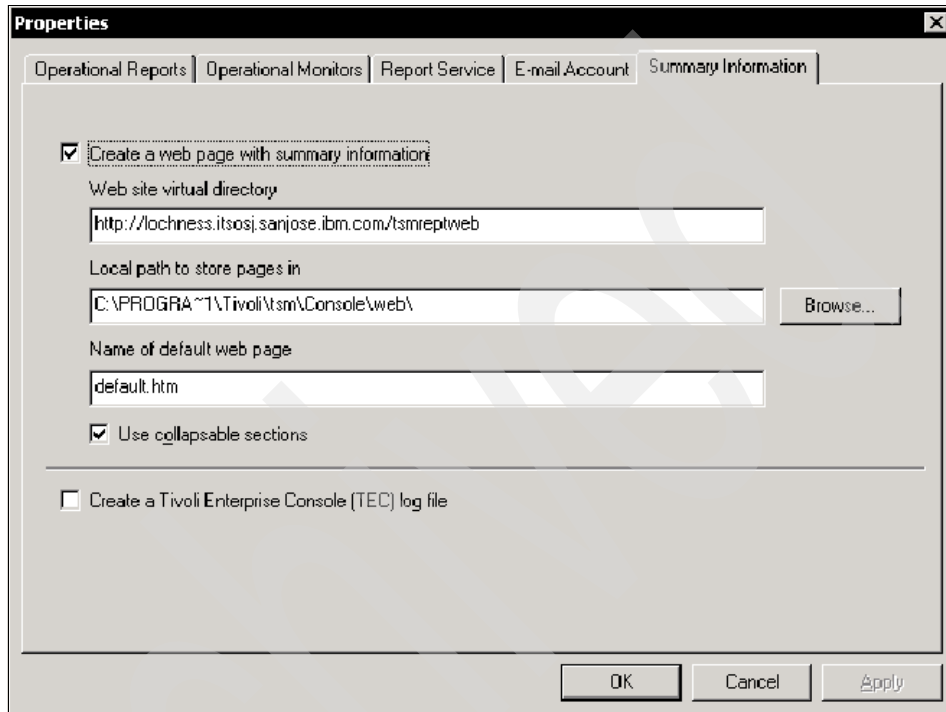 Properties
Operational Reports Operational Monitors Report Service E-mail Account Summary Information
Create a web page with summary information
Web site virtual directory
http://lochness.itsosj.sanjose.ibm.com/tsmreptweb
Local path to store pages in
C:\PROGRA~1\Tivoli\tsm\Console\web\
Browse...
Name of default web page
default.htm
Use collapsable sections
Create a Tivoli Enterprise Console (TEC) log file
OK Cancel Apply